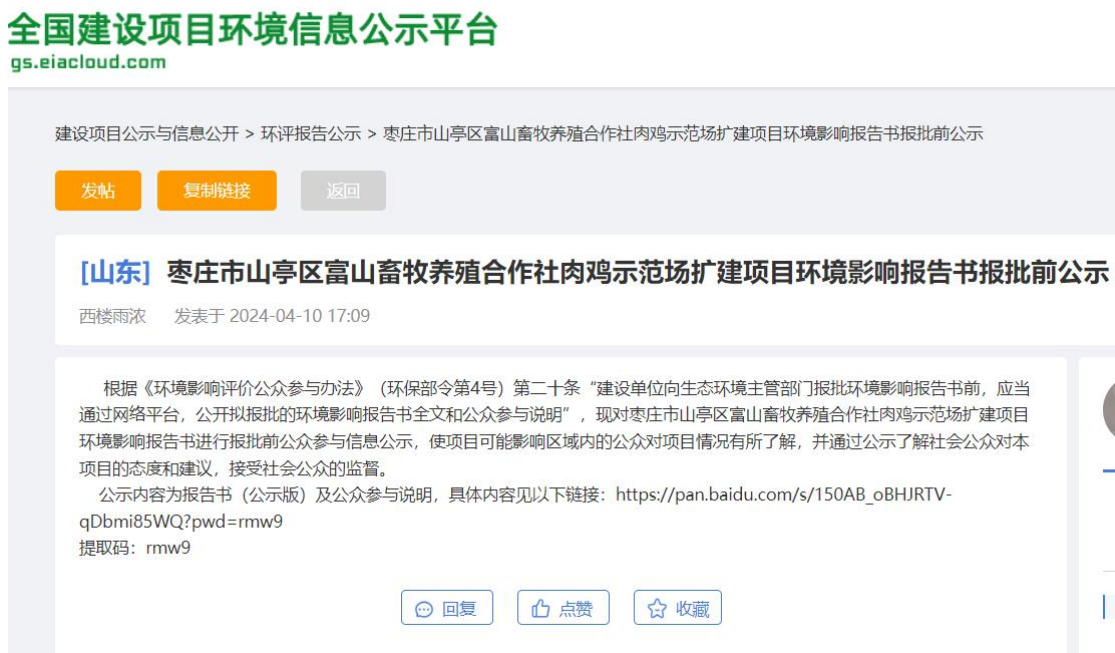 全国建设项目环境信息公示平台
gs.eiacloud.com
建设项目公示与信息公开 > 环评报告公示 > 枣庄市山亭区富山畜牧养殖合作社肉鸡示范场扩建项目环境影响报告书报批前公示
发帖 复制链接 返回
[山东] 枣庄市山亭区富山畜牧养殖合作社肉鸡示范场扩建项目环境影响报告书报批前公示
西楼雨浓 发表于 2024-04-10 17:09
根据《环境影响评价公众参与办法》（环保部令第4号）第二十条“建设单位向生态环境主管部门报批环境影响报告书前，应当
通过网络平台，公开拟报批的环境影响报告书全文和公众参与说明”，现对枣庄市山亭区富山畜牧养殖合作社肉鸡示范场扩建项目
环境影响报告书进行报批前公众参与信息公示，使项目可能影响区域内的公众对项目情况有所了解，并通过公示了解社会公众对本
项目的态度和建议，接受社会公众的监督。
公示内容为报告书（公示版）及公众参与说明，具体内容见以下链接：https://pan.baidu.com/s/150AB_oBHJRTV-
qDbmi85WQ?pwd=rmw9
提取码：rmw9
回复 点赞 收藏